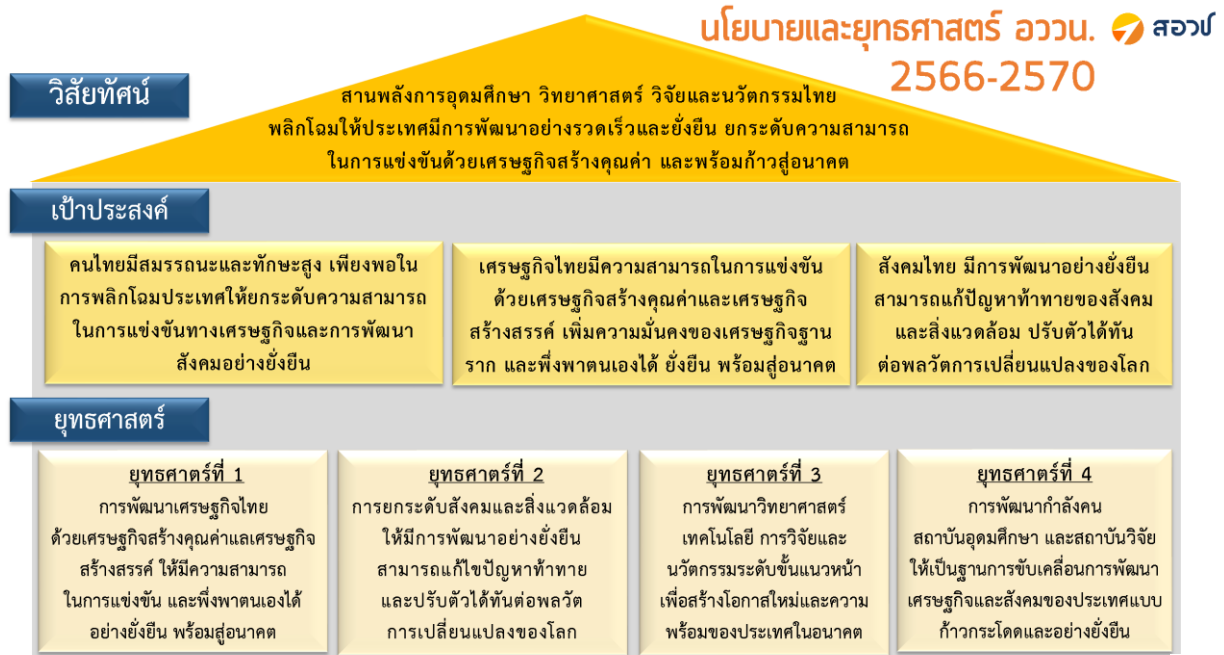 นโยบายและยุทธศาสตร์ อววน. สอวช
2566-2570
วิสัยทัศน์
สานพลังการอุดมศึกษา วิทยาศาสตร์ วิจัยและนวัตกรรมไทย
พลิกโฉมให้ประเทศมีการพัฒนาอย่างรวดเร็วและยั่งยืน ยกระดับความสามารถ
ในการแข่งขันด้วยเศรษฐกิจสร้างคุณค่า และพร้อมก้าวสู่อนาคต
เป้าประสงค์
คนไทยมีสมรรถนะและทักษะสูง เพียงพอใน
การพลิกโฉมประเทศให้ยกระดับความสามารถ
ในการแข่งขันทางเศรษฐกิจและการพัฒนา
สังคมอย่างยั่งยืน
เศรษฐกิจไทยมีความสามารถในการแข่งขัน
ด้วยเศรษฐกิจสร้างคุณค่าและเศรษฐกิจ
สร้างสรรค์ เพิ่มความมั่นคงของเศรษฐกิจฐาน
ราก และพึ่งพาตนเองได้ ยั่งยืน พร้อมสู่อนาคต
สังคมไทย มีการพัฒนาอย่างยั่งยืน
สามารถแก้ปัญหาท้าทายของสังคม
และสิ่งแวดล้อม ปรับตัวได้ทัน
ต่อพลวัตการเปลี่ยนแปลงของโลก
ยุทธศาสตร์
ยุทธศาตร์ที่ 1
การพัฒนาเศรษฐกิจไทย
ด้วยเศรษฐกิจสร้างคุณค่าแลเศรษฐกิจ
สร้างสรรค์ ให้มีความสามารถ
ในการแข่งขัน และพึ่งพาตนเองได้
อย่างยั่งยืน พร้อมสู่อนาคต
ยุทธศาตร์ที่ 2
การยกระดับสังคมและสิ่งแวดล้อม
ให้มีการพัฒนาอย่างยั่งยืน
สามารถแก้ไขปัญหาท้าทาย
และปรับตัวได้ทันต่อพลวัต
การเปลี่ยนแปลงของโลก
ยุทธศาตร์ที่ 3
การพัฒนาวิทยาศาสตร์
เทคโนโลยี การวิจัยและ
นวัตกรรมระดับขั้นแนวหน้า
เพื่อสร้างโอกาสใหม่และความ
พร้อมของประเทศในอนาคต
ยุทธศาตร์ที่ 4
การพัฒนากำลังคน
สถาบันอุดมศึกษา และสถาบันวิจัย
ให้เป็นฐานการขับเคลื่อนการพัฒนา
เศรษฐกิจและสังคมของประเทศแบบ
ก้าวกระโดดและอย่างยั่งยืน